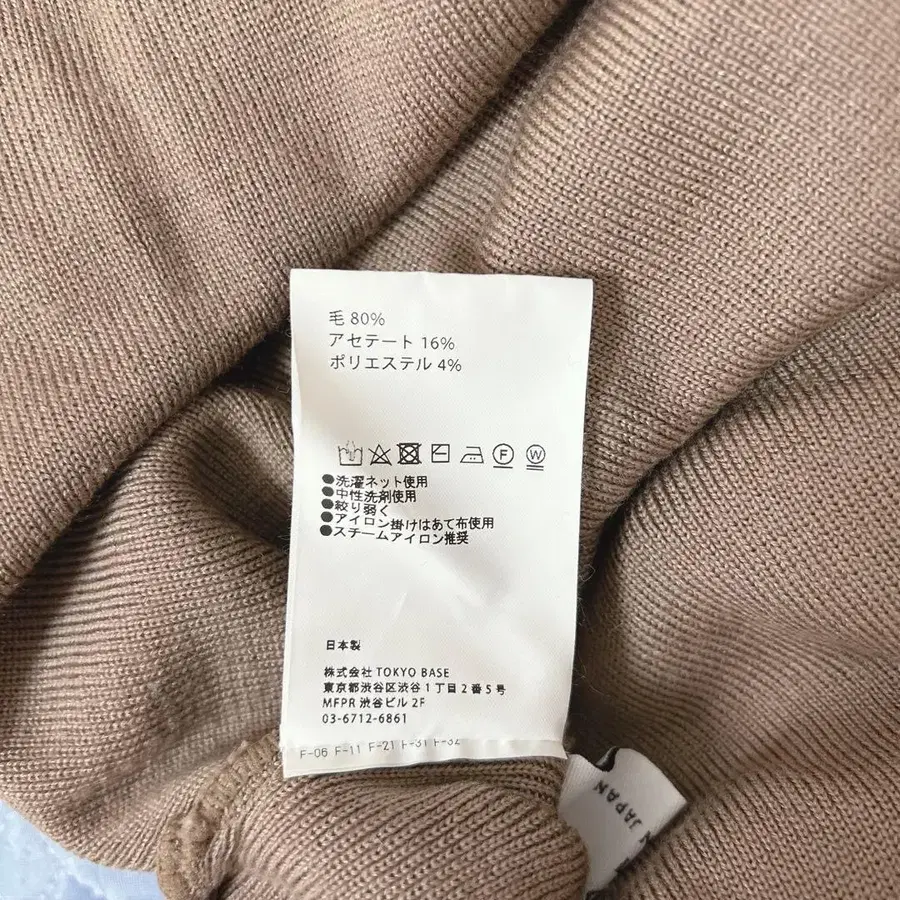 毛 80%
アセテート 16%
ポリエステル 4%
F W
●洗濯ネット使用
●中性洗剤使用
●絞り弱く
●アイロン掛けはあて布使用
●スチームアイロン推奨
日本製
株式会社 TOKYO BASE
東京都渋谷区渋谷1丁目2番5号
MFPR 渋谷ビル 2F
03-6712-6861
F-06 F-11 F-21 F-31 F-32
N JAPAN